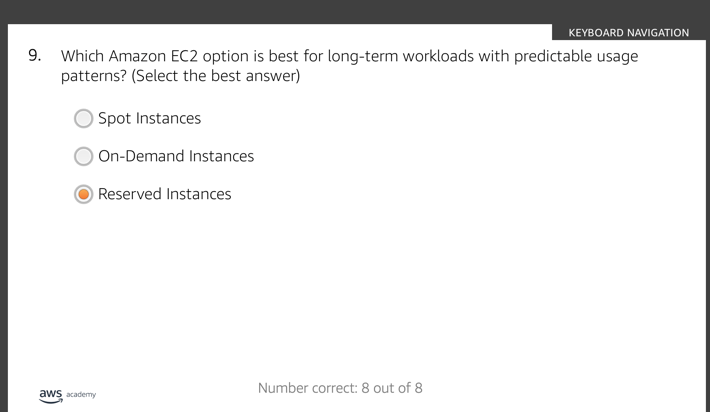 KEYBOARD NAVIGATION
9. Which Amazon EC2 option is best for long-term workloads with predictable usage
patterns? (Select the best answer)
Spot Instances
On-Demand Instances
Reserved Instances
aws academy
Number correct: 8 out of 8